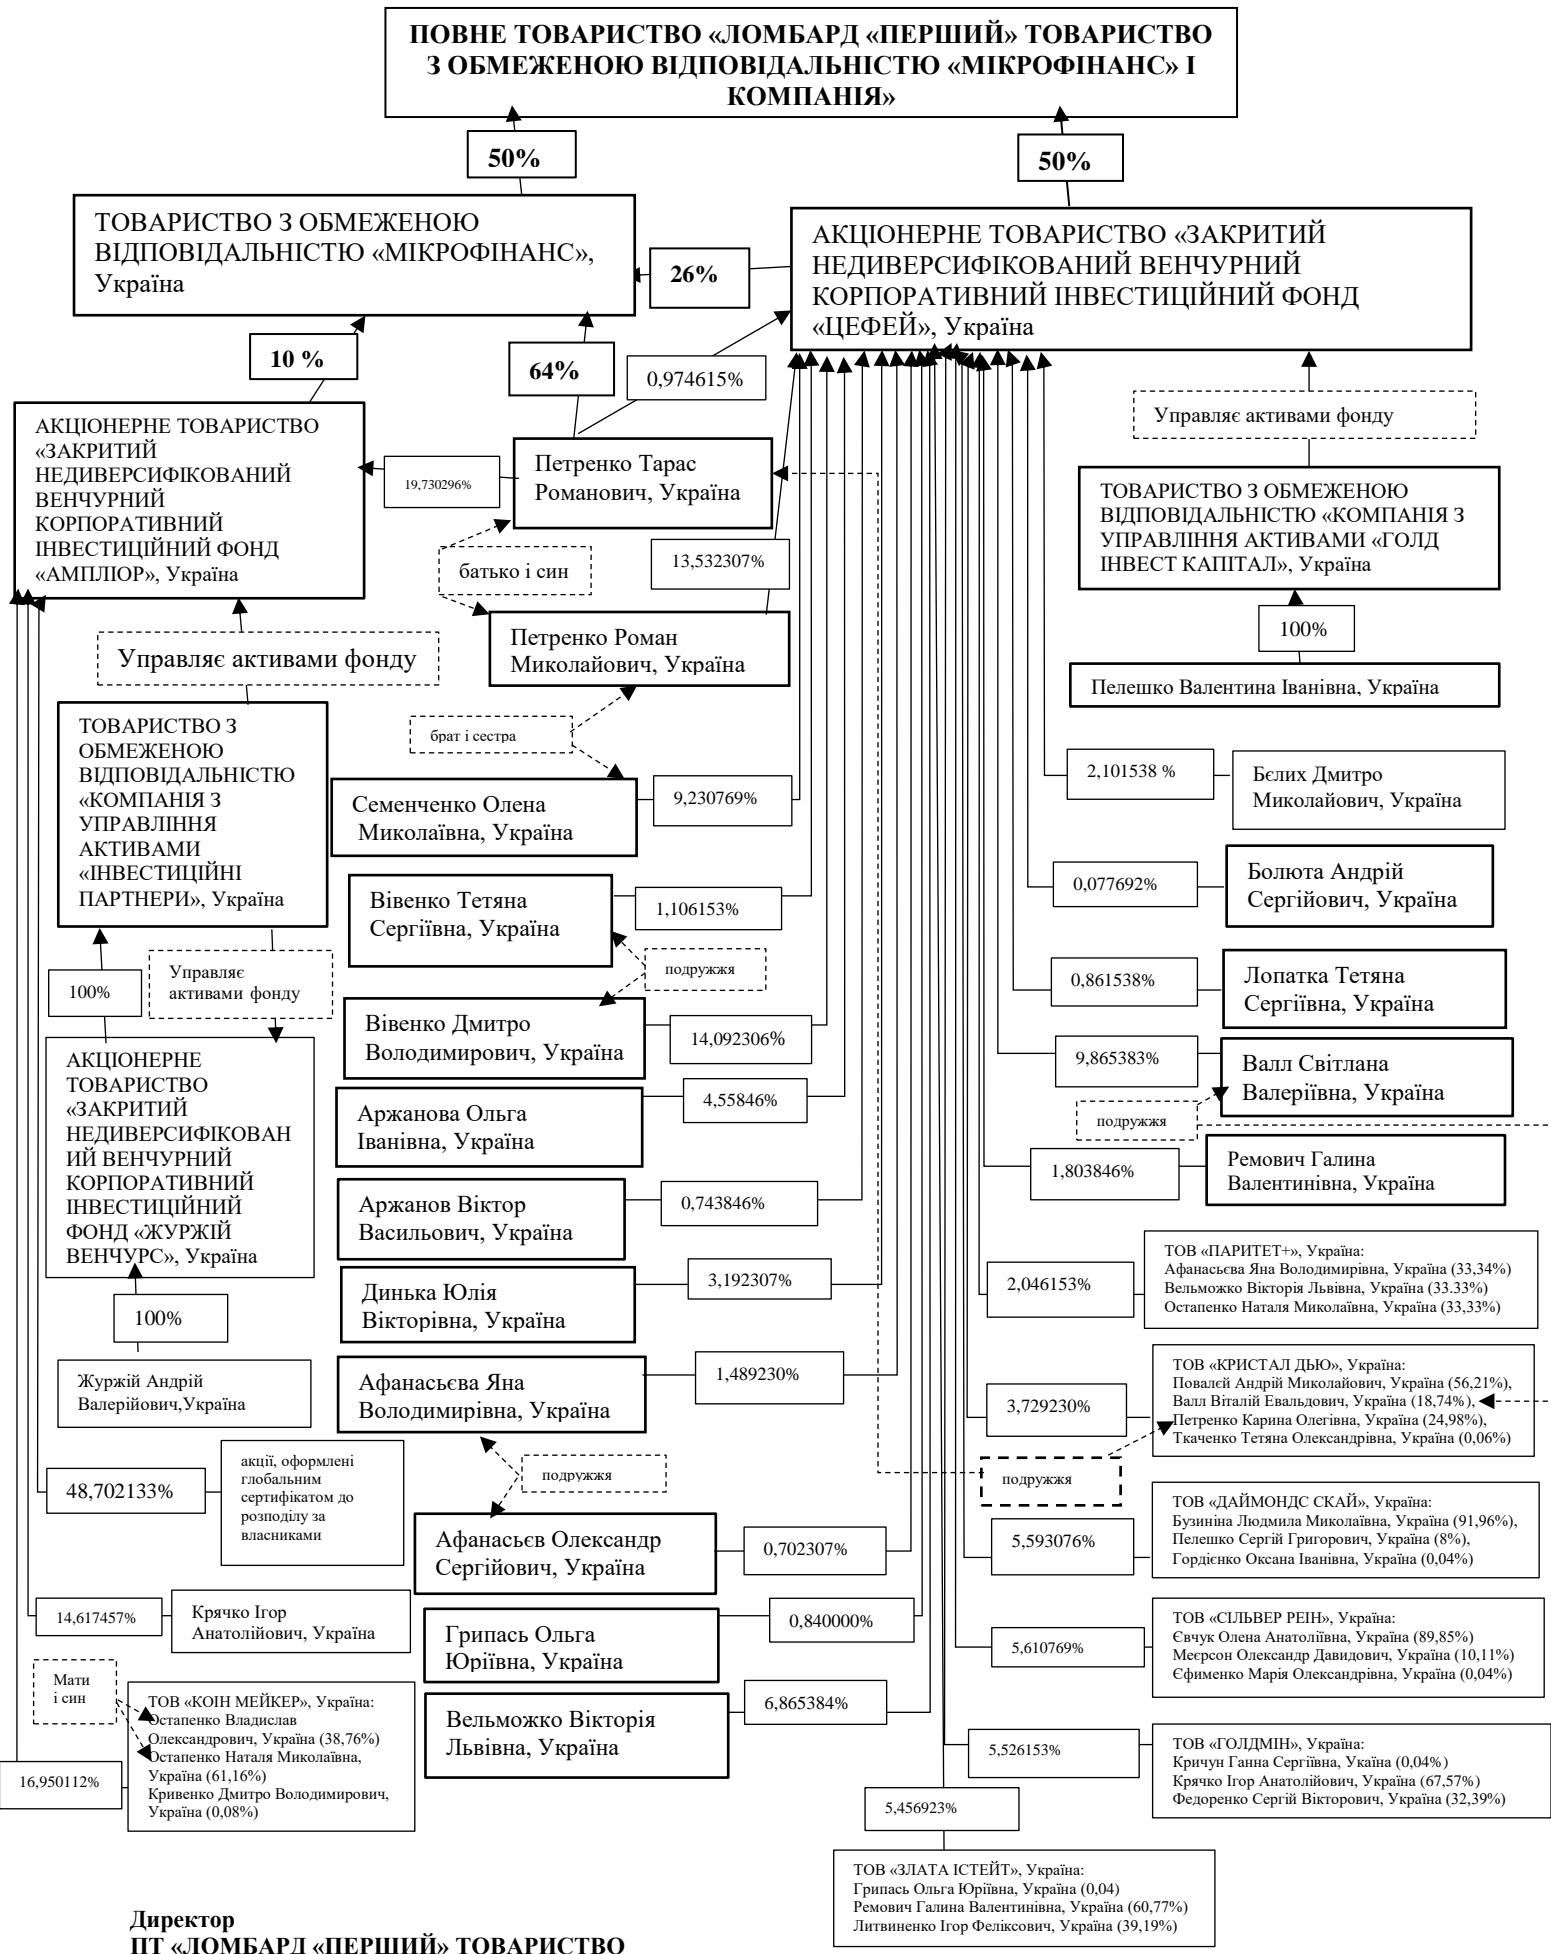 ПОВНЕ ТОВАРИСТВО «ЛОМБАРД «ПЕРШИЙ» ТОВАРИСТВО
З ОБМЕЖЕНОЮ ВІДПОВІДАЛЬНІСТЮ «МІКРОФІНАНС» І
КОМПАНІЯ»
50%
50%
ТОВАРИСТВО З ОБМЕЖЕНОЮ
ВІДПОВІДАЛЬНІСТЮ «МІКРОФІНАНС»,
Україна
26%
АКЦІОНЕРНЕ ТОВАРИСТВО «ЗАКРИТИЙ
НЕДИВЕРСИФІКОВАНИЙ ВЕНЧУРНИЙ
КОРПОРАТИВНИЙ ІНВЕСТИЦІЙНИЙ ФОНД
«ЦЕФЕЙ», Україна
10 %
64%
0,974615%
Управляє активами фонду
АКЦІОНЕРНЕ ТОВАРИСТВО
«ЗАКРИТИЙ
НЕДИВЕРСИФІКОВАНИЙ
ВЕНЧУРНИЙ
КОРПОРАТИВНИЙ
ІНВЕСТИЦІЙНИЙ ФОНД
«АМПЛІОР», Україна
19,730296%
Петренко Тарас
Романович, Україна
ТОВАРИСТВО З ОБМЕЖЕНОЮ
ВІДПОВІДАЛЬНІСТЮ «КОМПАНІЯ З
УПРАВЛІННЯ АКТИВАМИ «ГОЛД
ІНВЕСТ КАПІТАЛ», Україна
батько і син
13,532307%
100%
Управляє активами фонду
Петренко Роман
Миколайович, Україна
Пелешко Валентина Іванівна, Україна
ТОВАРИСТВО З
ОБМЕЖЕНОЮ
ВІДПОВІДАЛЬНІСТЮ
«КОМПАНІЯ З
УПРАВЛІННЯ
АКТИВАМИ
«ІНВЕСТИЦІЙНІ
ПАРТНЕРИ», Україна
брат і сестра
Семенченко Олена
Миколаївна, Україна
9,230769%
2,101538 %
Бєлих Дмитро
Миколайович, Україна
Вівенко Тетяна
Сергіївна, Україна
1,106153%
0,077692%
Болюта Андрій
Сергійович, Україна
100%
Управляє
активами фонду
подружжя
0,861538%
Лопатка Тетяна
Сергіївна, Україна
Вівенко Дмитро
Володимирович, Україна
14,092306%
9,865383%
Валл Світлана
Валеріївна, Україна
АКЦІОНЕРНЕ
ТОВАРИСТВО
«ЗАКРИТИЙ
НЕДИВЕРСИФІКОВАН
ИЙ ВЕНЧУРНИЙ
КОРПОРАТИВНИЙ
ІНВЕСТИЦІЙНИЙ
ФОНД «ЖУРЖІЙ
ВЕНЧУРС», Україна
Аржанова Ольга
Іванівна, Україна
4,55846%
подружжя
1,803846%
Ремович Галина
Валентинівна, Україна
Аржанов Віктор
Васильович, Україна
0,743846%
Динька Юлія
Вікторівна, Україна
3,192307%
2,046153%
ТОВ «ПАРИТЕТ+», Україна:
Афанасьєва Яна Володимирівна, Україна (33,34%)
Вельможко Вікторія Львівна, Україна (33.33%)
Остапенко Наталя Миколаївна, Україна (33,33%)
100%
Журжій Андрій
Валерійович,Україна
Афанасьєва Яна
Володимирівна, Україна
1,489230%
3,729230%
ТОВ «КРИСТАЛ ДЬЮ», Україна:
Повалєй Андрій Миколайович, Україна (56,21%),
Валл Віталій Евальдович, Україна (18,74%),
Петренко Карина Олегівна, Україна (24,98%),
Ткаченко Тетяна Олександрівна, Україна (0,06%)
48,702133%
акції, оформлені
глобальним
сертифікатом до
розподілу за
власниками
подружжя
подружжя
Афанасьєв Олександр
Сергійович, Україна
0,702307%
5,593076%
ТОВ «ДАЙМОНДС СКАЙ», Україна:
Бузиніна Людмила Миколаївна, Україна (91,96%),
Пелешко Сергій Григорович, Україна (8%),
Гордієнко Оксана Іванівна, Україна (0,04%)
14,617457%
Крячко Ігор
Анатолійович, Україна
Грипась Ольга
Юріївна, Україна
0,840000%
5,610769%
ТОВ «СІЛЬВЕР РЕІН», Україна:
Євчук Олена Анатоліївна, Україна (89,85%)
Меєрсон Олександр Давидович, Україна (10,11%)
Єфименко Марія Олександрівна, Україна (0,04%)
Мати
і син
ТОВ «КОІН МЕЙКЕР», Україна:
Остапенко Владислав
Олександрович, Україна (38,76%)
Остапенко Наталя Миколаївна,
Україна (61,16%)
Кривенко Дмитро Володимирович,
Україна (0,08%)
16,950112%
Вельможко Вікторія
Львівна, Україна
6,865384%
5,526153%
ТОВ «ГОЛДМІН», Україна:
Кричун Ганна Сергіївна, Укаїна (0,04%)
Крячко Ігор Анатолійович, Україна (67,57%)
Федоренко Сергій Вікторович, Україна (32,39%)
5,456923%
ТОВ «ЗЛАТА ІСТЕЙТ», Україна:
Грипась Ольга Юріївна, Україна (0,04)
Ремович Галина Валентинівна, Україна (60,77%)
Литвиненко Ігор Феліксович, Україна (39,19%)
Директор
ПТ «ЛОМБАРД «ПЕРШИЙ» ТОВАРИСТВО